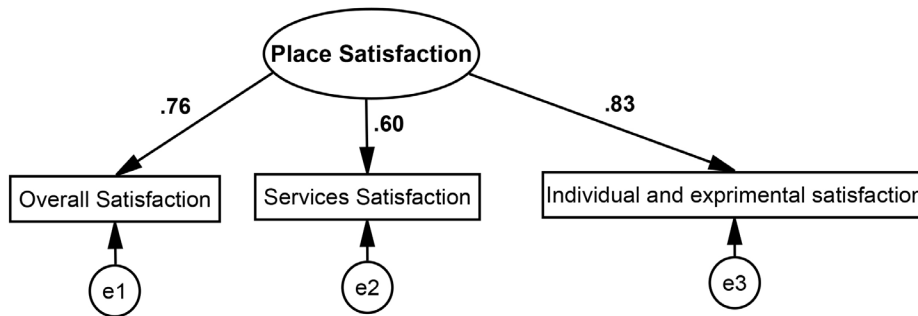 Place Satisfaction
.76
.60
.83
Overall Satisfaction
Services Satisfaction
Individual and exprimental satisfaction
e1
e2
e3